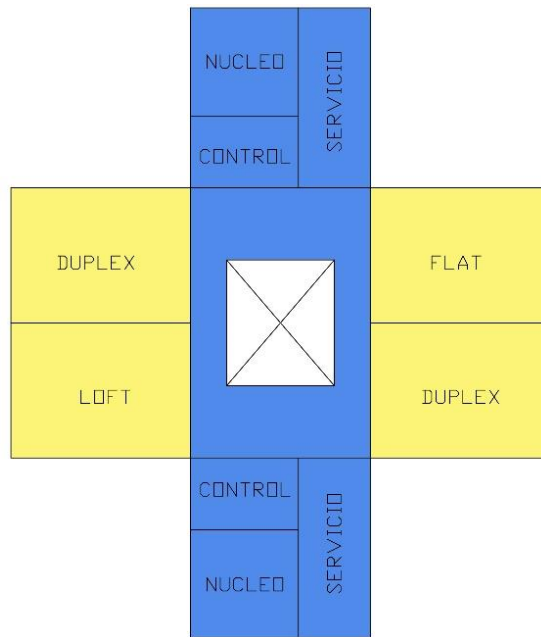 NUCLEO
SERVICIO
CONTROL
DUPLEX
FLAT
LOFT
DUPLEX
CONTROL
SERVICIO
NUCLEO